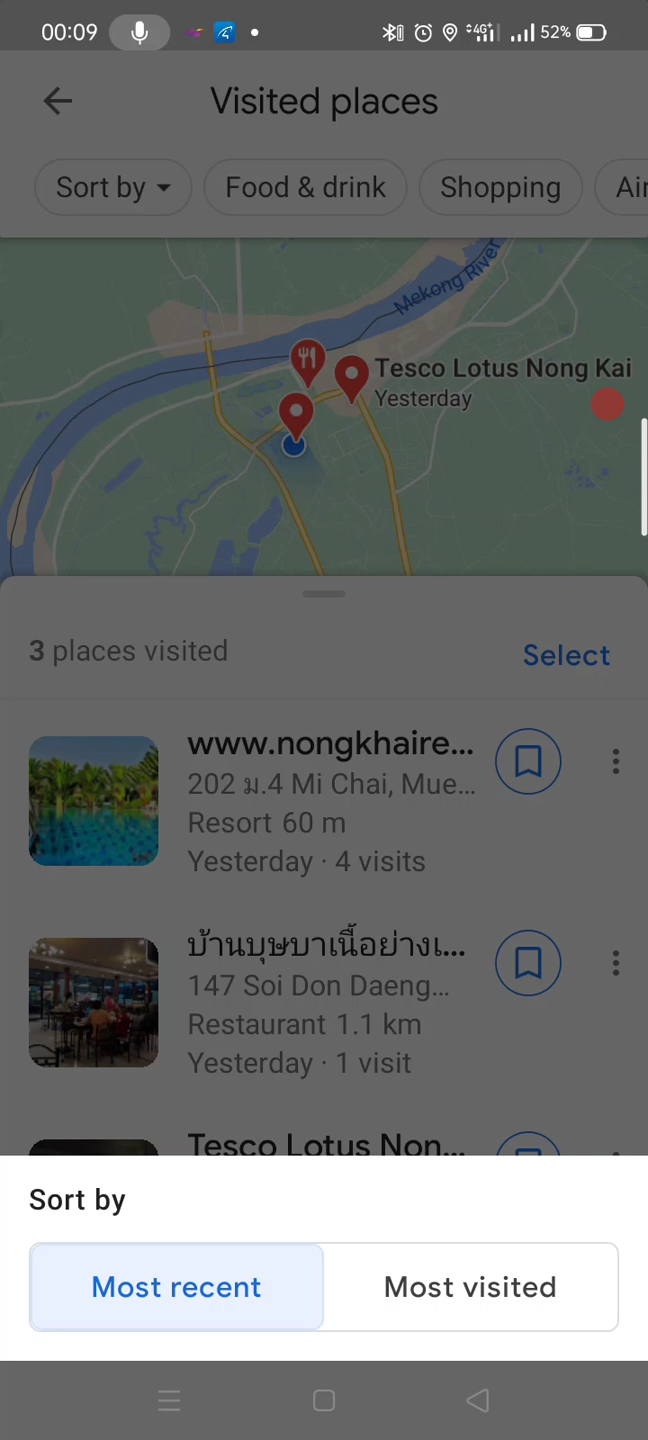 00:09
4G+
52%
Visited places
Sort by
Food & drink
Shopping
Mekong River
Tesco Lotus Nong Kai
Yesterday
3 places visited
Select
www.nongkhaire...
202 ม.4 Mi Chai, Mue...
Resort 60 m
Yesterday · 4 visits
บ้านบุษบาเนื้อย่างเ...
147 Soi Don Daeng...
Restaurant 1.1 km
Yesterday · 1 visit
Tesco Lotus Non...
Sort by
Most recent
Most visited